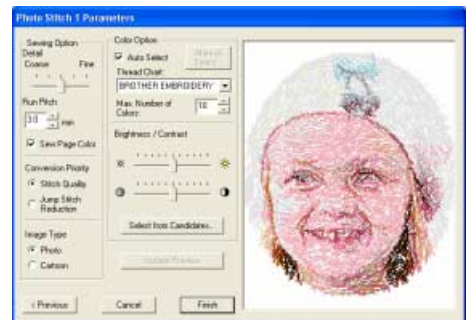 Photo Stitch 1 Parameters
Sewing Option
Detail
Coarse Fine
Run Pitch:
3.0 mm
Sew Page Color
Conversion Priority
Stitch Quality
Jump Stitch
Reduction
Image Type
Photo
Cartoon
Color Option
Auto Select
Manual
Thread Chart:
BROTHER EMBROIDERY
Max. Number of
Colors:
10
Brightness / Contrast
Select from Candidates...
Update Preview
< Previous
Cancel
Finish